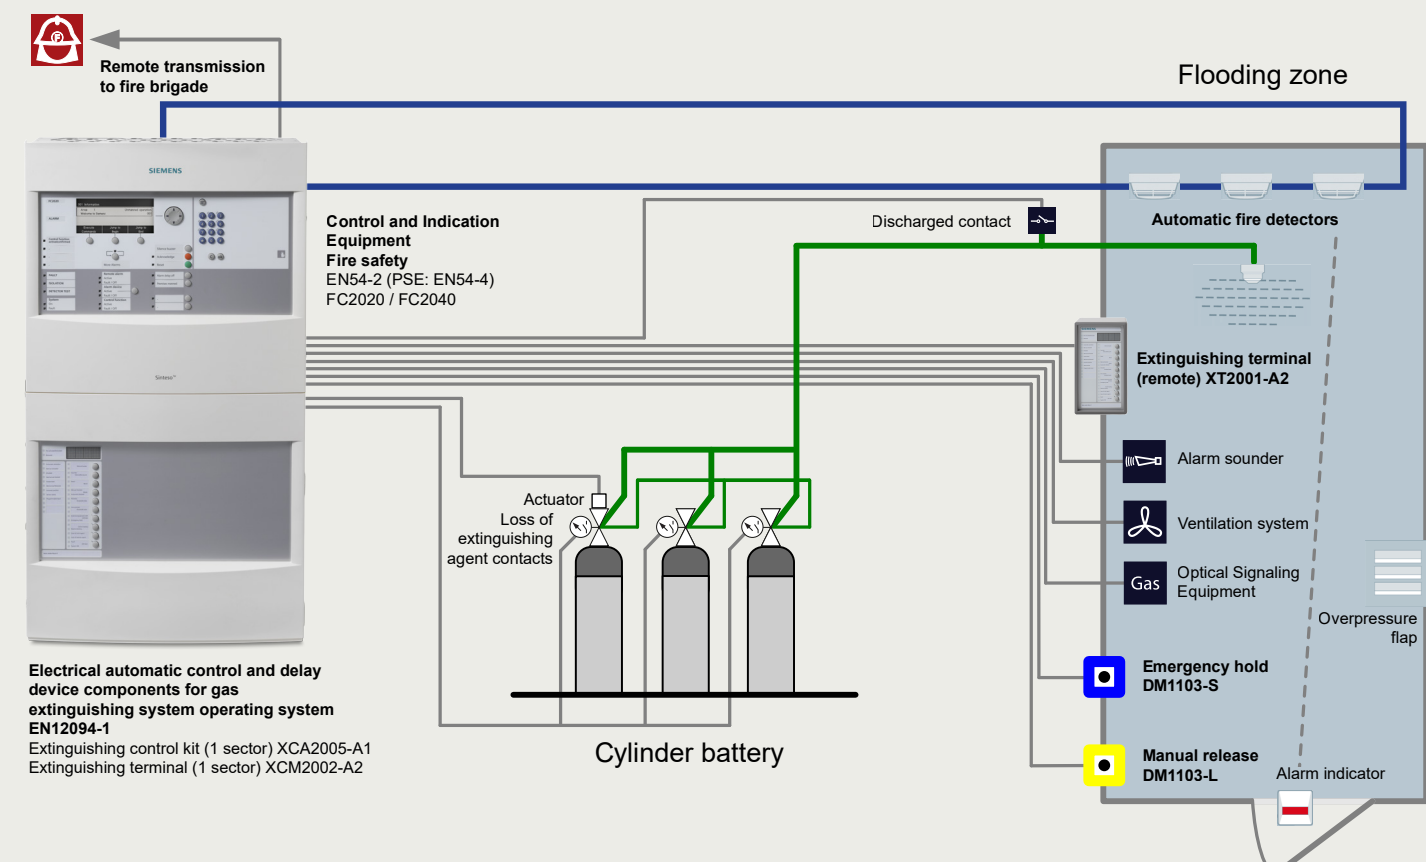 Remote transmission
to fire brigade
Flooding zone
SIEMENS
Control and Indication
Equipment
Fire safety
EN54-2 (PSE: EN54-4)
FC2020 / FC2040
Discharged contact
Automatic fire detectors
Extinguishing terminal
(remote) XT2001-A2
Alarm sounder
Actuator
Loss of
extinguishing
agent contacts
Ventilation system
Gas
Optical Signaling
Equipment
Overpressure
flap
Emergency hold
DM1103-S
Electrical automatic control and delay
device components for gas
extinguishing system operating system
EN12094-1
Extinguishing control kit (1 sector) XCA2005-A1
Extinguishing terminal (1 sector) XCM2002-A2
Cylinder battery
Manual release
DM1103-L
Alarm indicator